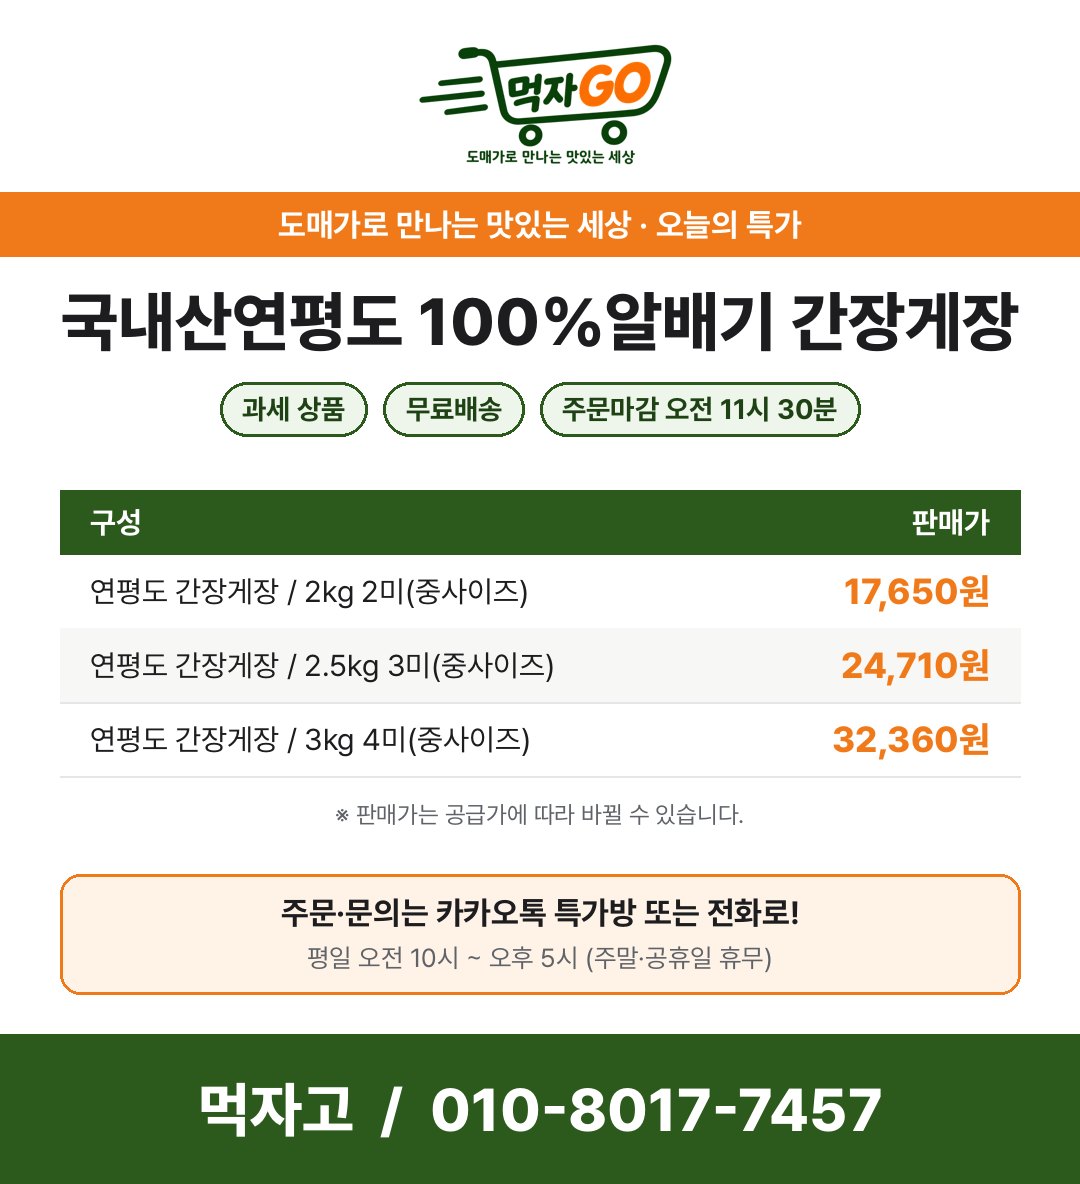 먹자GO
도매가로 만나는 맛있는 세상
도매가로 만나는 맛있는 세상 · 오늘의 특가
국내산연평도 100%알배기 간장게장
과세 상품 무료배송 주문마감 오전 11시 30분
구성 판매가
연평도 간장게장 / 2kg 2미(중사이즈) 17,650원
연평도 간장게장 / 2.5kg 3미(중사이즈) 24,710원
연평도 간장게장 / 3kg 4미(중사이즈) 32,360원
※ 판매가는 공급가에 따라 바뀔 수 있습니다.
주문·문의는 카카오톡 특가방 또는 전화로!
평일 오전 10시 ~ 오후 5시 (주말·공휴일 휴무)
먹자고 / 010-8017-7457